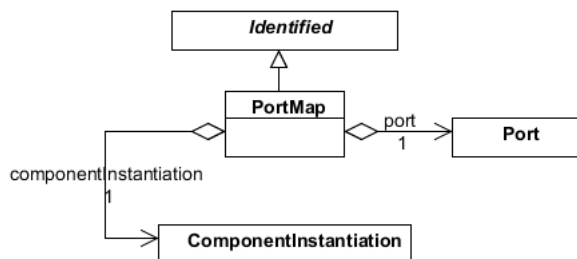 Identified
PortMap
port
1
Port
componentInstantiation
1
ComponentInstantiation